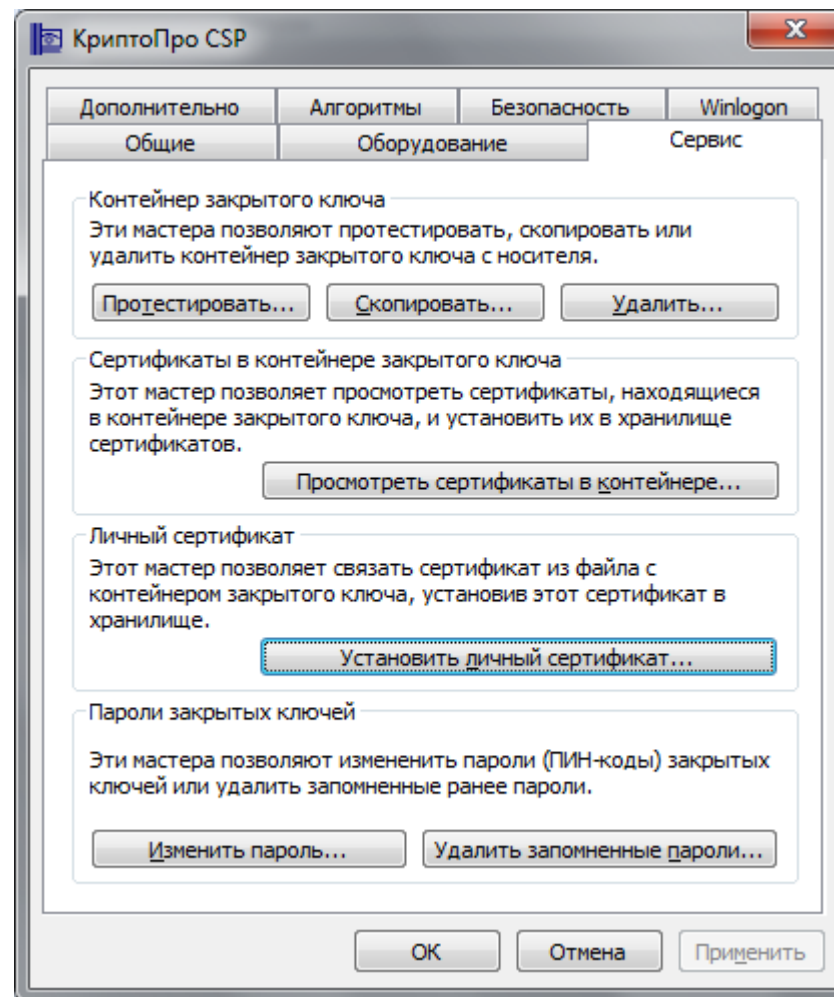 КриптоПро CSP
Дополнительно
Алгоритмы
Безопасность
Winlogon
Общие
Оборудование
Сервис
Контейнер закрытого ключа
Эти мастера позволяют протестировать, скопировать или
удалить контейнер закрытого ключа с носителя.
Протестировать...
Скопировать...
Удалить...
Сертификаты в контейнере закрытого ключа
Этот мастер позволяет просмотреть сертификаты, находящиеся
в контейнере закрытого ключа, и установить их в хранилище
сертификатов.
Просмотреть сертификаты в контейнере...
Личный сертификат
Этот мастер позволяет связать сертификат из файла с
контейнером закрытого ключа, установив этот сертификат в
хранилище.
Установить личный сертификат...
Пароли закрытых ключей
Эти мастера позволяют измененить пароли (ПИН-коды) закрытых
ключей или удалить запомненные ранее пароли.
Изменить пароль...
Удалить запомненные пароли...
ОК
Отмена
Применить